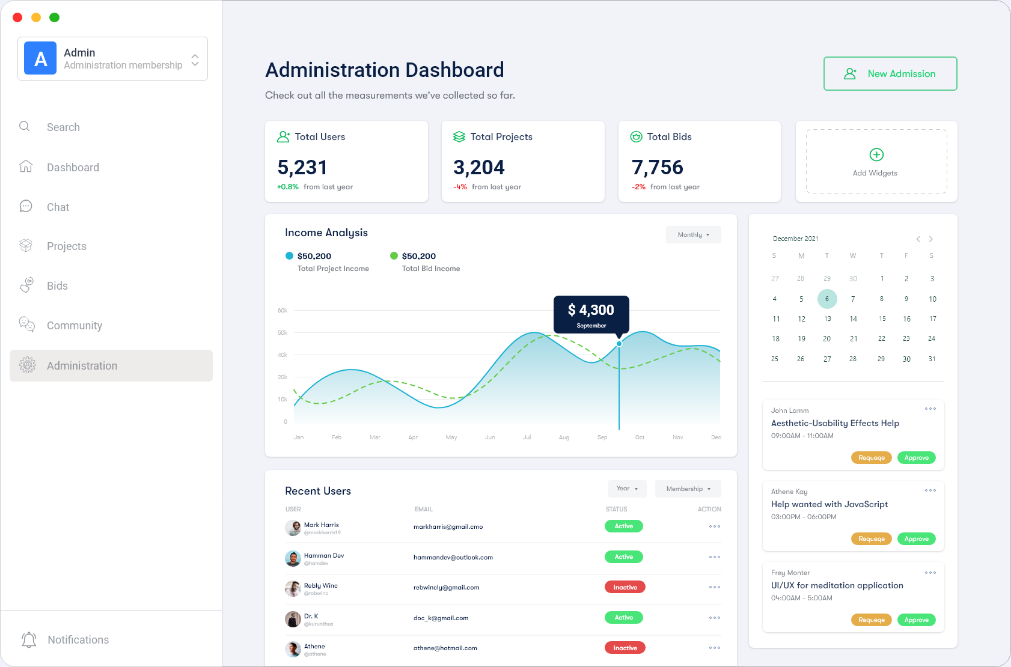 A
Admin
Administration membership
Search
Dashboard
Chat
Projects
Bids
Community
Administration
Notifications
Administration Dashboard
Check out all the measurements we've collected so far.
New Admission
Total Users
5,231
+0.8% from last year
Total Projects
3,204
-4% from last year
Total Bids
7,756
-2% from last year
Add Widgets
Income Analysis
Monthly
$50,200
Total Project Income
$50,200
Total Bid Income
$ 4,300
September
60k
50k
40k
20k
10k
0
Jan Feb Mar Apr May Jun Jul Aug Sep Oct Nov Dec
Recent Users
Year
Membership
USER EMAIL STATUS ACTION
Mark Harris
markharris@gmail.cmo
Active
Hamman Dev
hammandev@outlook.com
Active
Rebly Winc
rebwincly@gmail.com
Inactive
Dr. K
doc_k@gmail.com
Active
Athene
@athene
athene@hotmail.com
Inactive
December 2021
S M T W T F S
27 28 29 30 1 2 3
4 5 6 7 8 9 10
11 12 13 14 15 16 17
18 19 20 21 22 23 24
25 26 27 28 29 30 31
John Lamm
Aesthetic-Usability Effects Help
09:00AM - 11:00AM
Requege Approve
Athene Kay
Help wanted with JavaScript
03:00PM - 06:00PM
Requege Approve
Frey Manter
UI/UX for meditation application
04:00AM - 5:00AM
Requege Approve